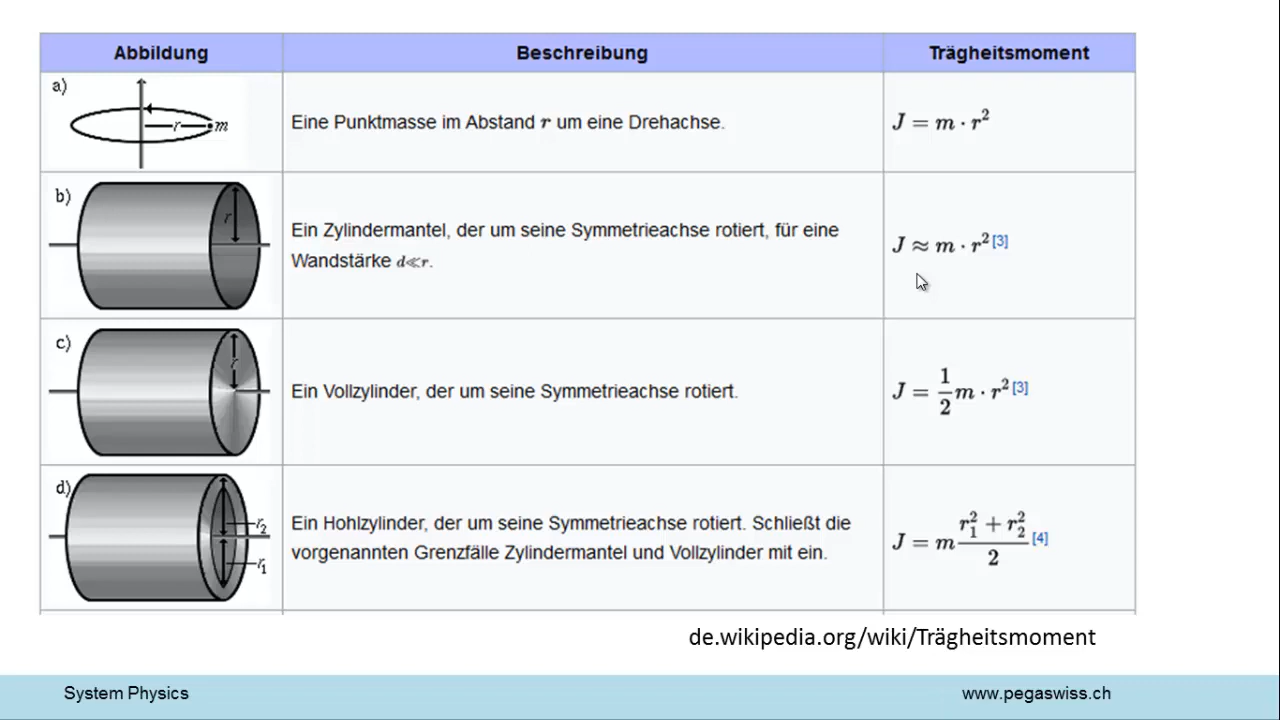 Abbildung Beschreibung Trägheitsmoment
a)
r
m
Eine Punktmasse im Abstand r um eine Drehachse.
J = m · r²
b)
r
Ein Zylindermantel, der um seine Symmetrieachse rotiert, für eine
Wandstärke d≪r.
J ≈ m · r² [3]
c)
r
Ein Vollzylinder, der um seine Symmetrieachse rotiert.
J = 1/2 m · r² [3]
d)
r₂
r₁
Ein Hohlzylinder, der um seine Symmetrieachse rotiert. Schließt die
vorgenannten Grenzfälle Zylindermantel und Vollzylinder mit ein.
J = m (r₁² + r₂²)/2 [4]
de.wikipedia.org/wiki/Trägheitsmoment
System Physics www.pegaswiss.ch